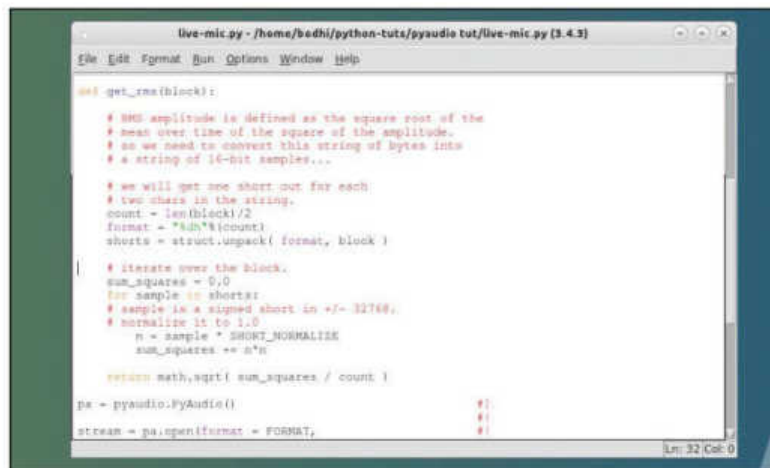 live-mic.py - /home/bodhi/python-tuts/pyaudio tut/live-mic.py (3.4.3)
File Edit Format Run Options Window Help
def get_rms(block):
# RMS amplitude is defined as the square root of the
# mean over time of the square of the amplitude.
# so we need to convert this string of bytes into
# a string of 16-bit samples...
# we will get one short out for each
# two chars in the string.
count = len(block)/2
format = "%dh"%(count)
shorts = struct.unpack( format, block )
# iterate over the block.
sum_squares = 0.0
for sample in shorts:
# sample is a signed short in +/- 32768.
# normalize it to 1.0
n = sample * SHORT_NORMALIZE
sum_squares += n*n
return math.sqrt( sum_squares / count )
pa = pyaudio.PyAudio() #
stream = pa.open(format = FORMAT, #
Ln: 32 Col: 0